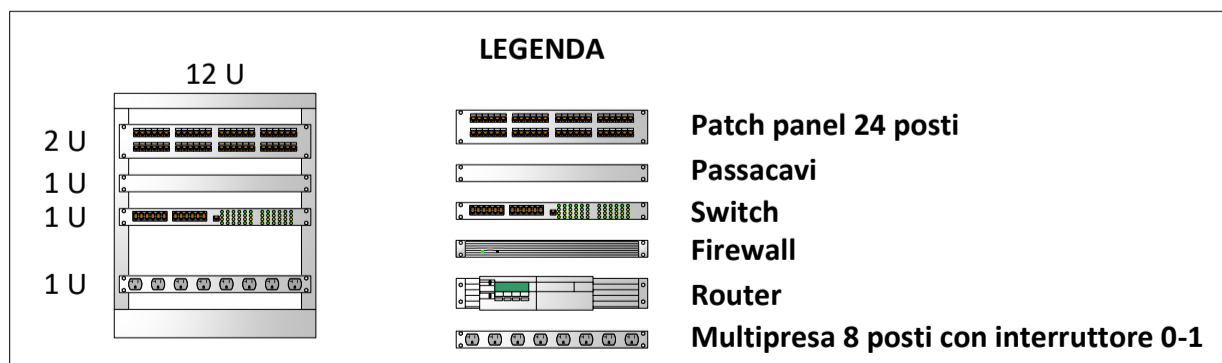 LEGENDA
12 U
2 U
1 U
1 U
1 U
Patch panel 24 posti
Passacavi
Switch
Firewall
Router
Multipresa 8 posti con interruttore 0-1